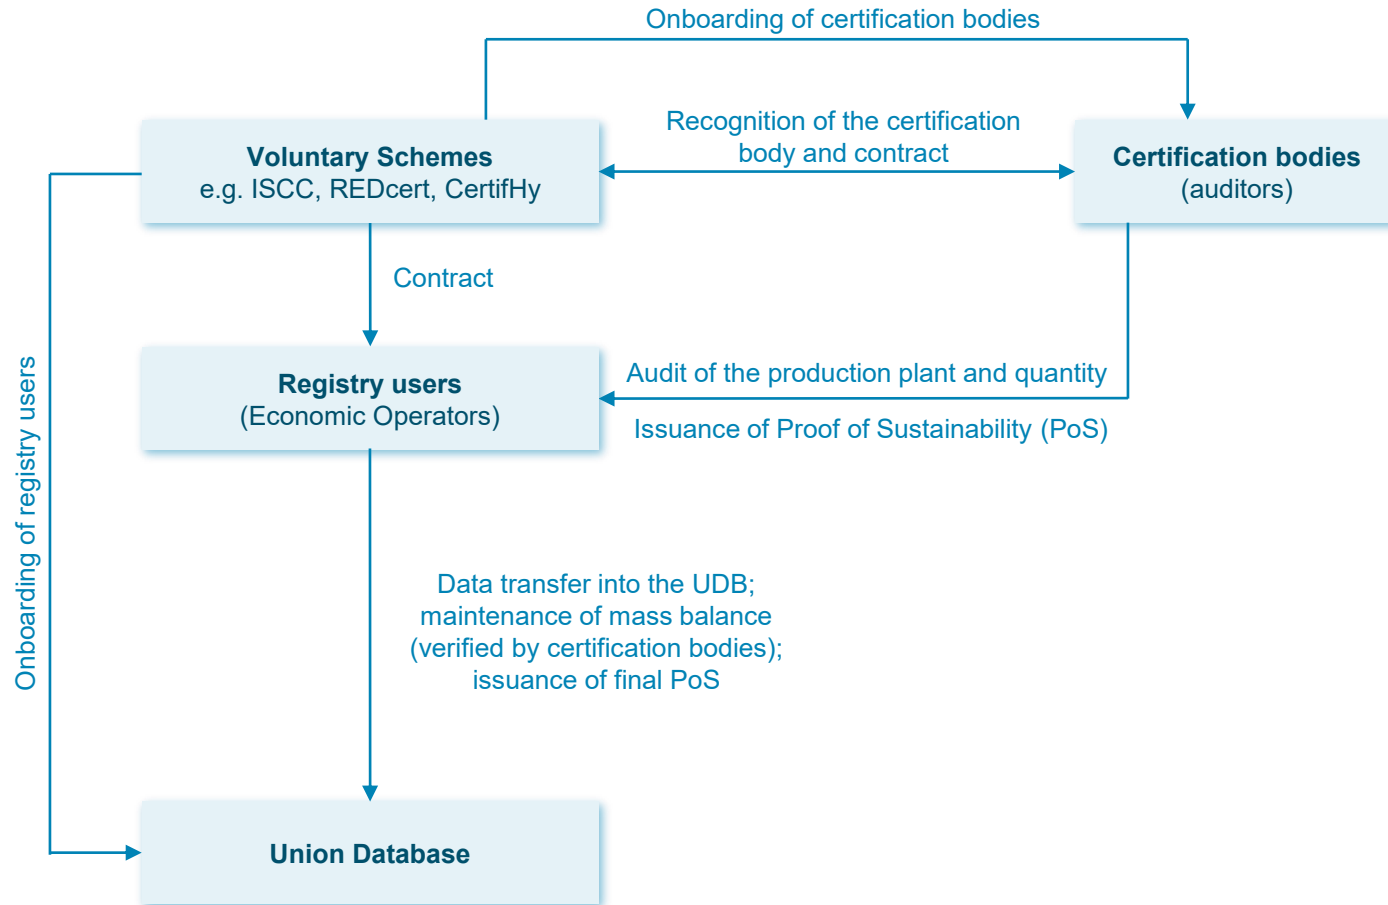 Onboarding of certification bodies
Voluntary Schemes
e.g. ISCC, REDcert, CertifHy
Recognition of the certification
body and contract
Certification bodies
(auditors)
Contract
Onboarding of registry users
Registry users
(Economic Operators)
Audit of the production plant and quantity
Issuance of Proof of Sustainability (PoS)
Data transfer into the UDB;
maintenance of mass balance
(verified by certification bodies);
issuance of final PoS
Union Database